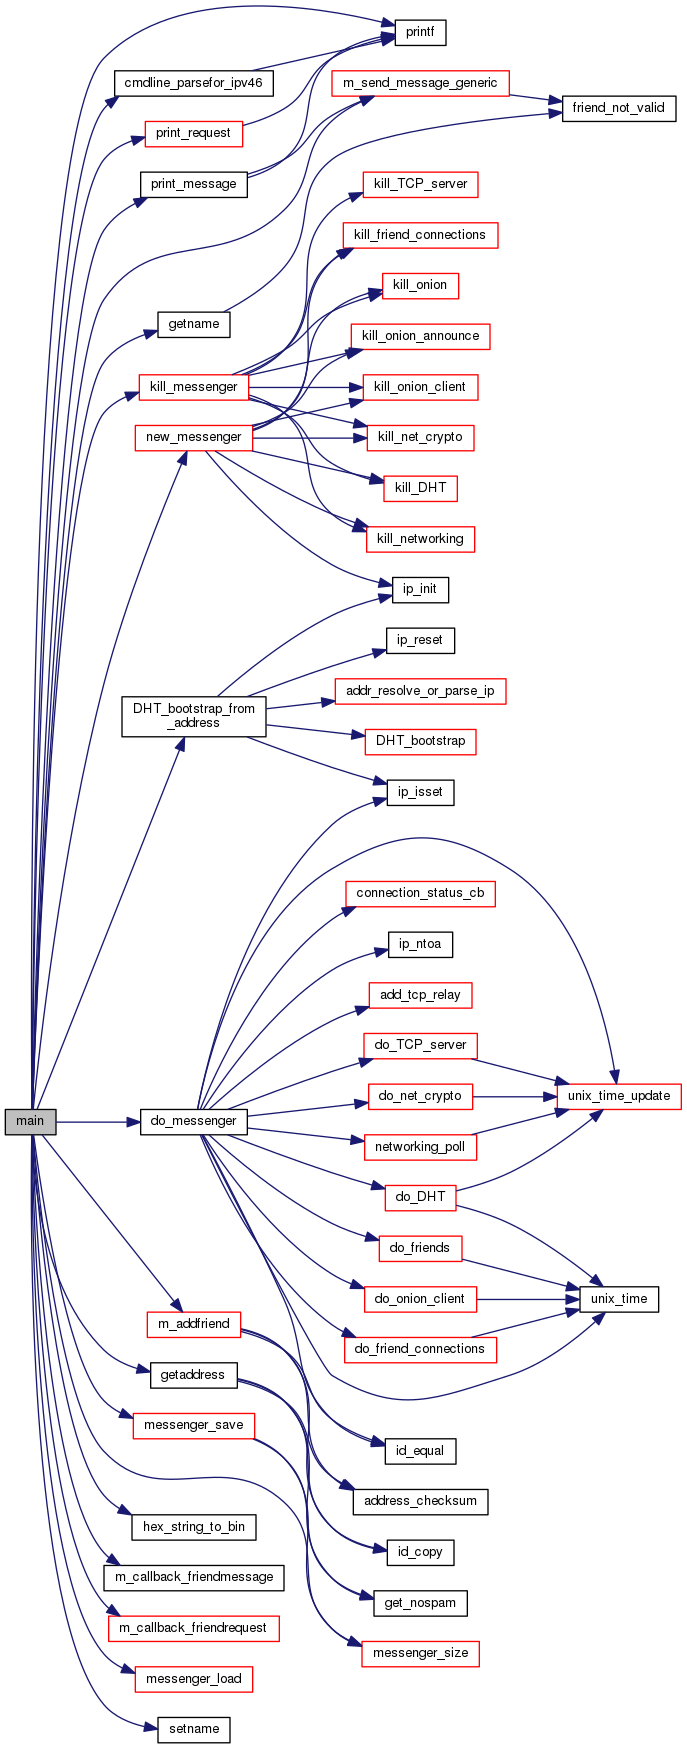 printf
cmdline_parsefor_ipv46
m_send_message_generic
friend_not_valid
print_request
print_message
kill_TCP_server
kill_friend_connections
kill_onion
getname
kill_onion_announce
kill_messenger
kill_onion_client
new_messenger
kill_net_crypto
kill_DHT
kill_networking
ip_init
ip_reset
addr_resolve_or_parse_ip
DHT_bootstrap_from
_address
DHT_bootstrap
ip_isset
connection_status_cb
ip_ntoa
add_tcp_relay
do_TCP_server
do_net_crypto
unix_time_update
main
do_messenger
networking_poll
do_DHT
do_friends
do_onion_client
unix_time
m_addfriend
do_friend_connections
getaddress
messenger_save
id_equal
address_checksum
hex_string_to_bin
id_copy
m_callback_friendmessage
get_nospam
m_callback_friendrequest
messenger_size
messenger_load
setname